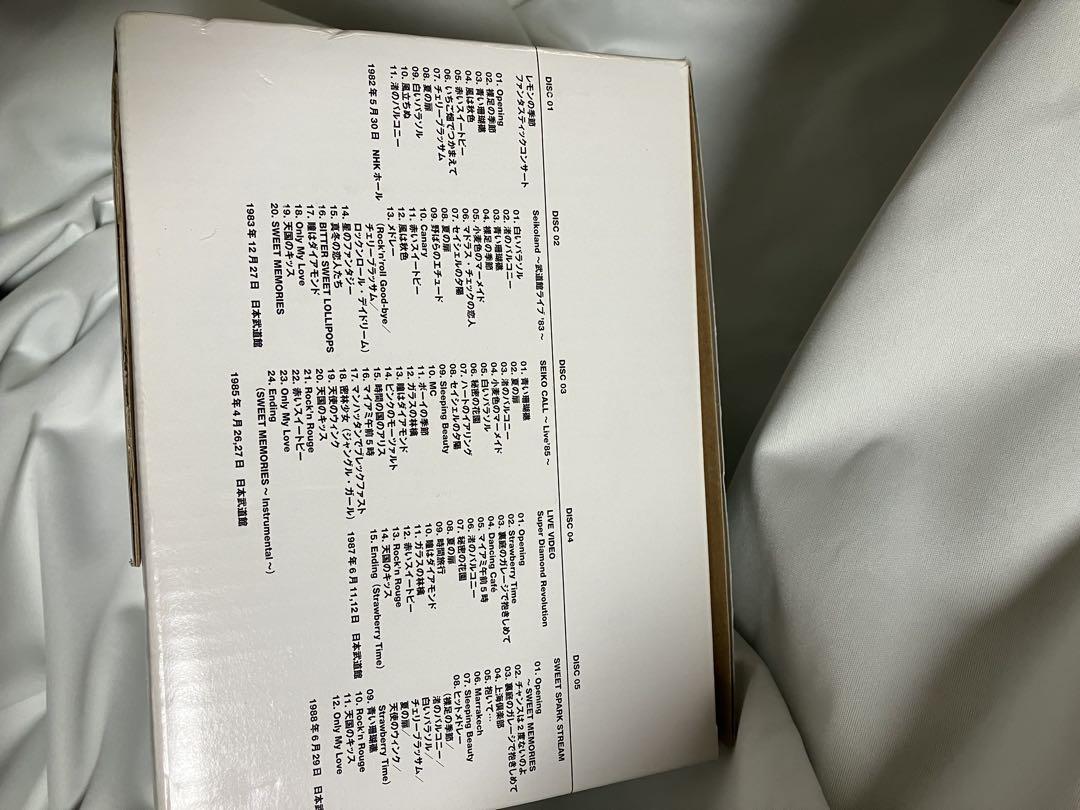 DISC 01
レモンの季節
ファンタスティックコンサート
01. Opening
02. 裸足の季節
03. 青い珊瑚礁
04. 風は秋色
05. 赤いスイートピー
06. いちご畑でつかまえて
07. チェリーブラッサム
08. 夏の扉
09. 白いパラソル
10. 風立ちぬ
11. 渚のバルコニー
1982年5月30日 NHKホール
DISC 02
Seikoland 〜武道館ライブ '83〜
01. 白いパラソル
02. 渚のバルコニー
03. 青い珊瑚礁
04. 裸足の季節
05. 小麦色のマーメイド
06. マドラス・チェックの恋人
07. セイシェルの夕陽
08. 夏の扉
09. 野ばらのエチュード
10. Canary
11. 赤いスイートピー
12. 風は秋色
13. メドレー
(Rock'n'roll Good-bye/
チェリーブラッサム/
ロックンロール・デイドリーム)
14. 星のファンタジー
15. 真冬の恋人たち
16. BITTER SWEET LOLLIPOPS
17. 瞳はダイアモンド
18. Only My Love
19. 天国のキッス
20. SWEET MEMORIES
1983年12月27日 日本武道館
DISC 03
SEIKO CALL 〜Live'85〜
01. 青い珊瑚礁
02. 夏の扉
03. 渚のバルコニー
04. 小麦色のマーメイド
05. 白いパラソル
06. 秘密の花園
07. ハートのイアリング
08. セイシェルの夕陽
09. Sleeping Beauty
10. MC
11. ボーイの季節
12. ガラスの林檎
13. 瞳はダイアモンド
14. ピンクのモーツァルト
15. 時間の国のアリス
16. マイアミ午前5時
17. マンハッタンでブレックファスト
18. 密林少女 (ジャングル・ガール)
19. 天使のウィンク
20. 天国のキッス
21. Rock'n Rouge
22. 赤いスイートピー
23. Only My Love
24. Ending
(SWEET MEMORIES 〜Instrumental〜)
1985年4月26,27日 日本武道館
DISC 04
LIVE VIDEO
Super Diamond Revolution
01. Opening
02. Strawberry Time
03. 裏庭のガレージで抱きしめて
04. Dancing Café
05. マイアミ午前5時
06. 渚のバルコニー
07. 秘密の花園
08. 夏の扉
09. 時間旅行
10. 瞳はダイアモンド
11. ガラスの林檎
12. 赤いスイートピー
13. Rock'n Rouge
14. 天国のキッス
15. Ending (Strawberry Time)
1987年6月11,12日 日本武道館
DISC 05
SWEET SPARK STREAM
01. Opening
〜SWEET MEMORIES
02. チャンスは2度ないのよ
03. 裏庭のガレージで抱きしめて
04. 上海倶楽部
05. 抱いて…
06. Marrakech
07. Sleeping Beauty
08. ヒットメドレー
(裸足の季節/
渚のバルコニー/
白いパラソル/
チェリーブラッサム/
夏の扉/
天使のウィンク/
Strawberry Time)
09. 青い珊瑚礁
10. Rock'n Rouge
11. 天国のキッス
12. Only My Love
1988年6月29日 日本武